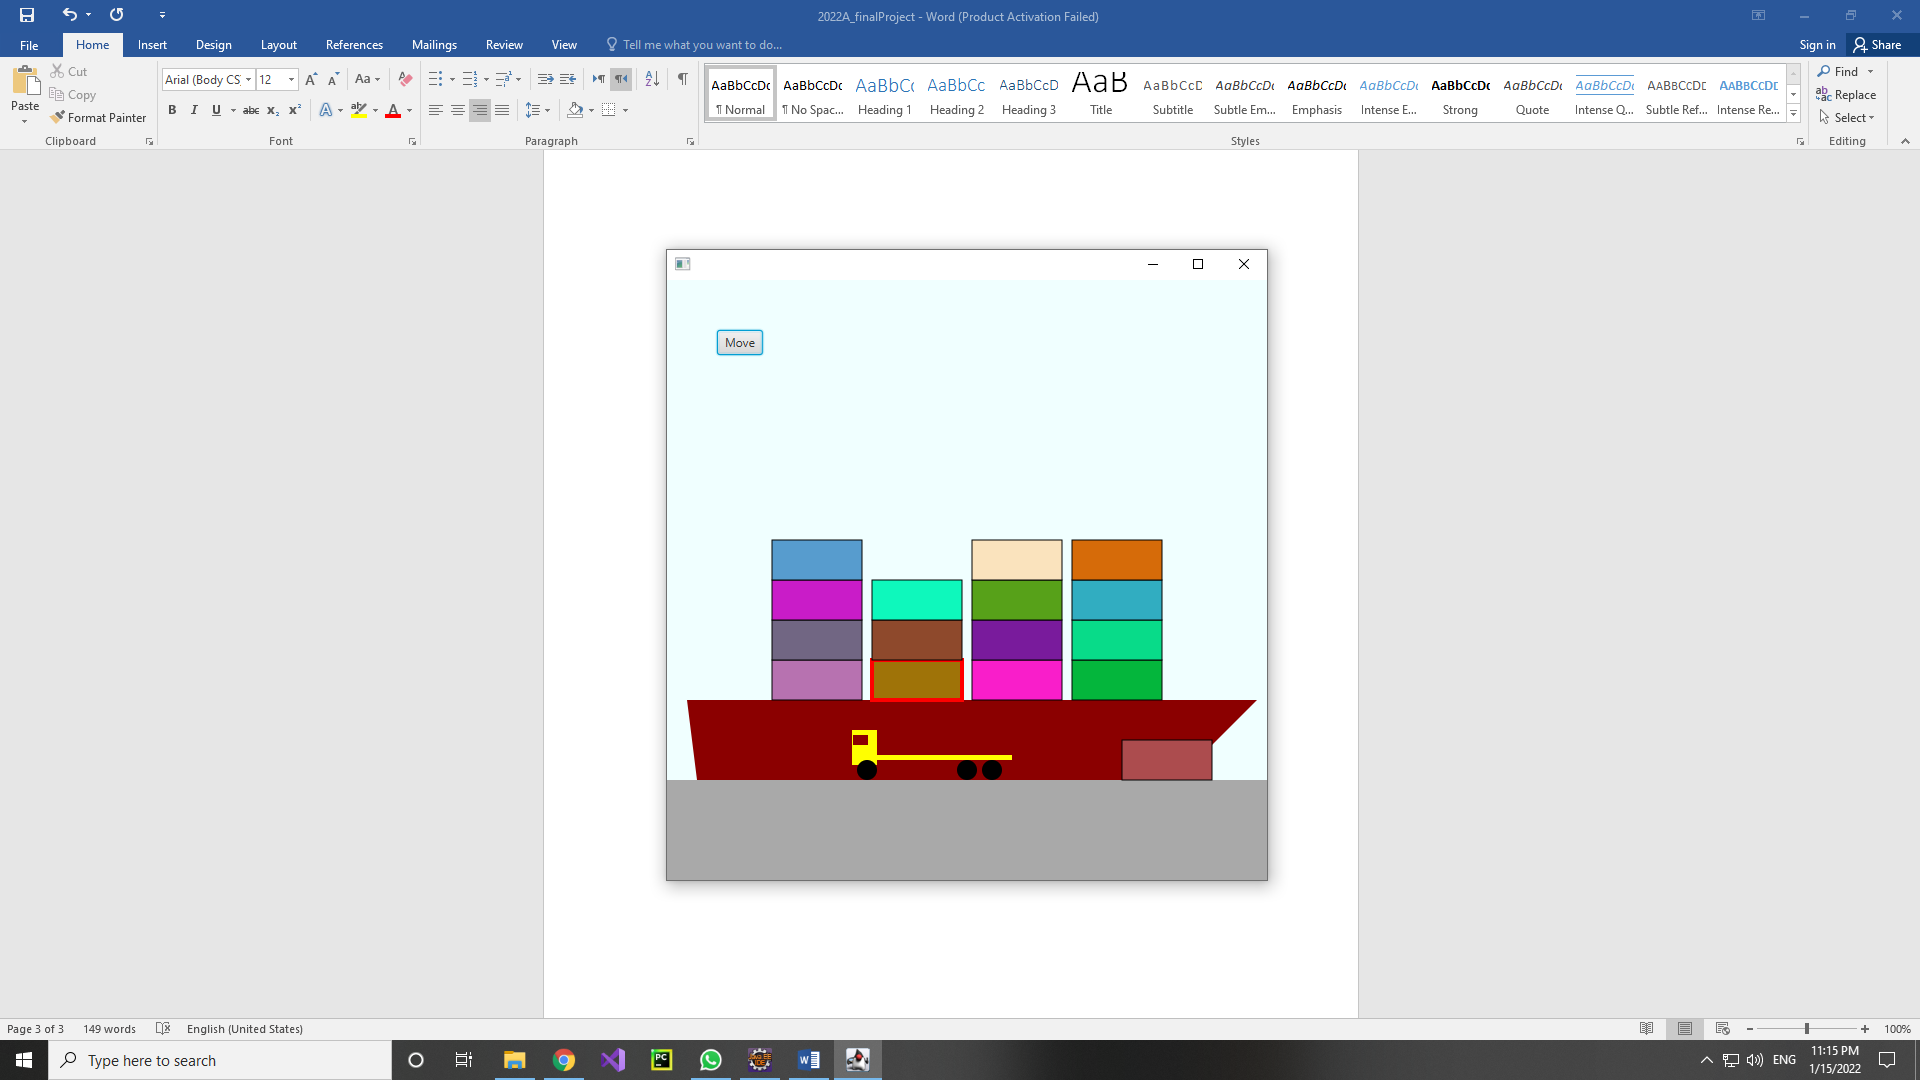 2022A_finalProject - Word (Product Activation Failed)
File Home Insert Design Layout References Mailings Review View Tell me what you want to do... Sign in Share
Paste
Cut
Copy
Format Painter
Clipboard
Arial (Body CS) 12
Font
Paragraph
AaBbCcDc AaBbCcDc AaBbC AaBbCc AaBbCcD AaB AaBbCcD AaBbCcDc AaBbCcDc AaBbCcDc AaBbCcDc AaBbCcDc AaBbCcDc AABBCCDE AABBCCDE
¶ Normal ¶ No Spac... Heading 1 Heading 2 Heading 3 Title Subtitle Subtle Em... Emphasis Intense E... Strong Quote Intense Q... Subtle Ref... Intense Re...
Styles
Find
Replace
Select
Editing
Move
Page 3 of 3 149 words English (United States) 100%
Type here to search
ENG
11:15 PM
1/15/2022